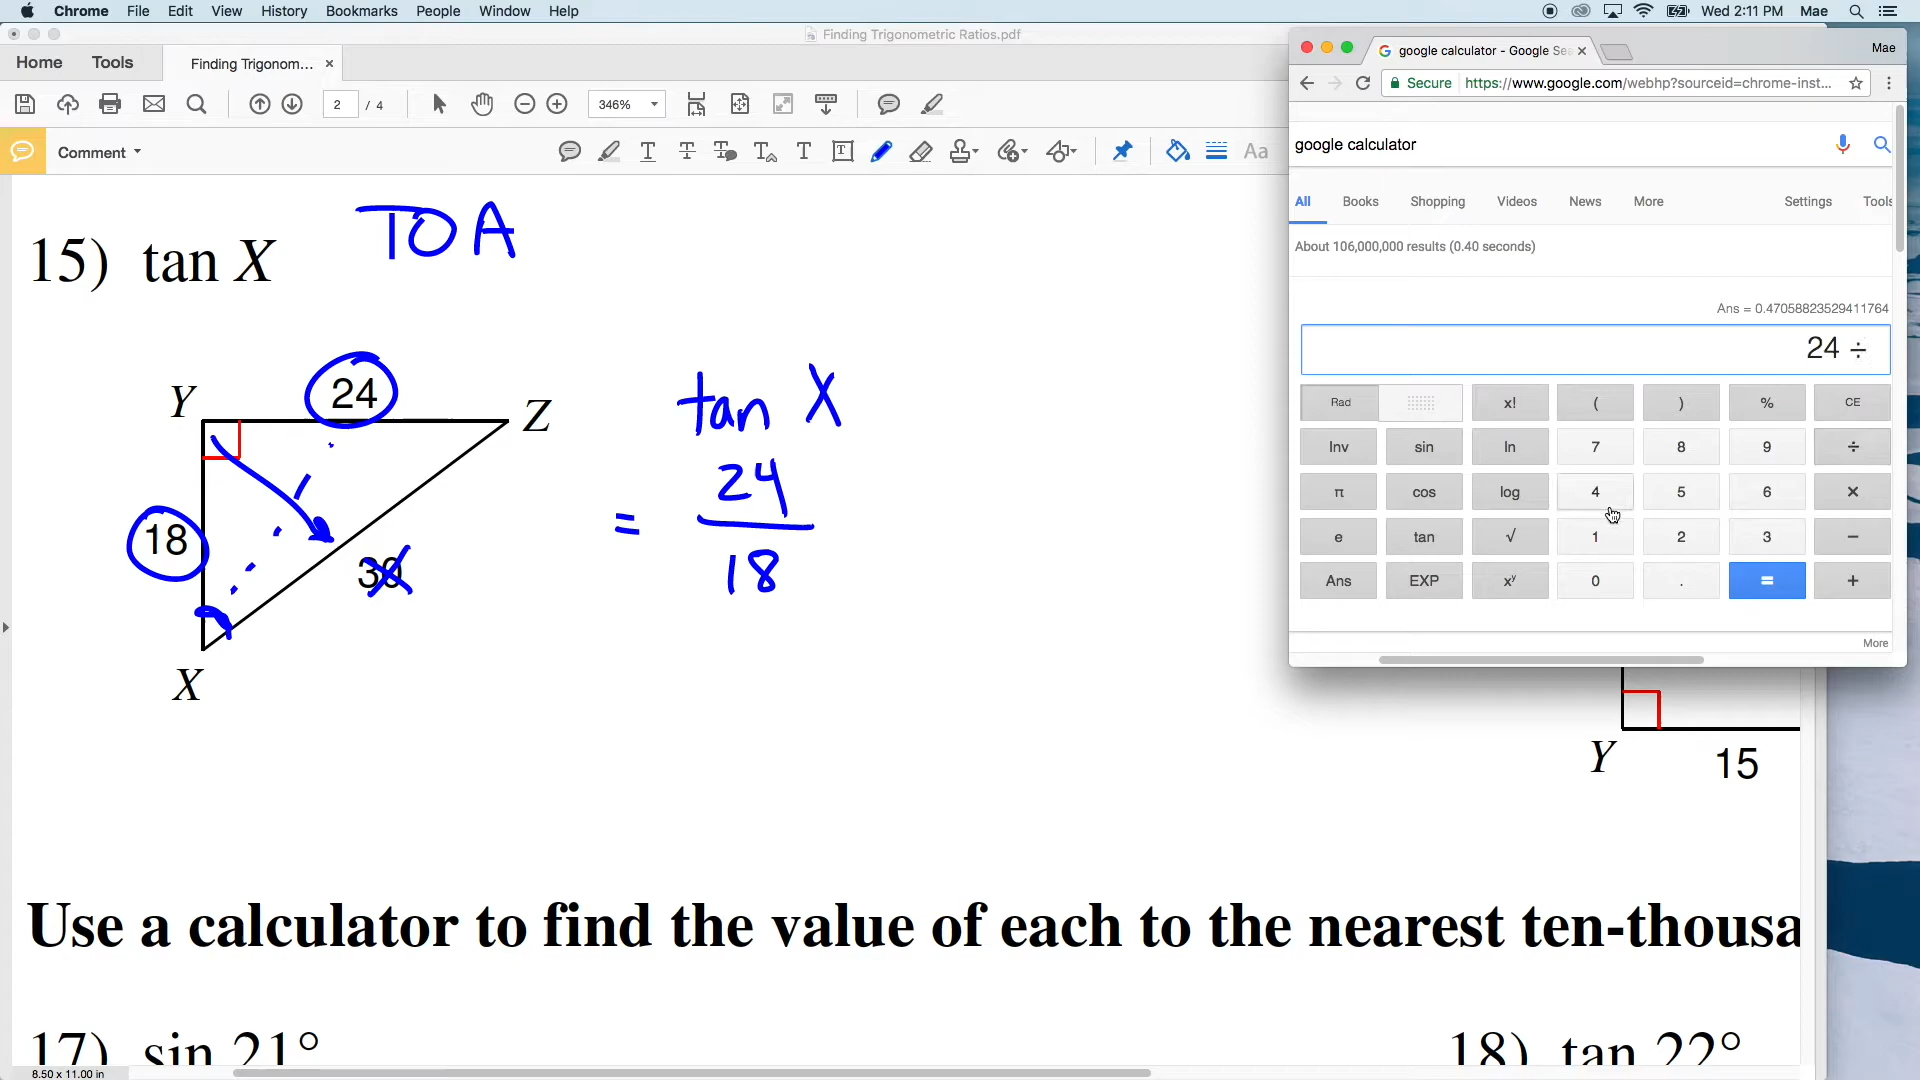 Chrome File Edit View History Bookmarks People Window Help
Wed 2:11 PM Mae
Finding Trigonometric Ratios.pdf
Home Tools Finding Trigonom... ×
2 / 4 346%
Comment
Aa
15) tan X
TOA
Y 24 Z
18
30
X
tan X
= 24
18
google calculator - Google Sea ×
Mae
Secure https://www.google.com/webhp?sourceid=chrome-inst...
google calculator
All Books Shopping Videos News More Settings Tools
About 106,000,000 results (0.40 seconds)
Ans = 0.47058823529411764
24 ÷
Rad x! ( ) % CE
Inv sin ln 7 8 9 ÷
π cos log 4 5 6 ×
e tan √ 1 2 3 −
Ans EXP xʸ 0 . = +
More
Y 15
Use a calculator to find the value of each to the nearest ten-thousa
17) sin 21°
18) tan 22°
8.50 x 11.00 in